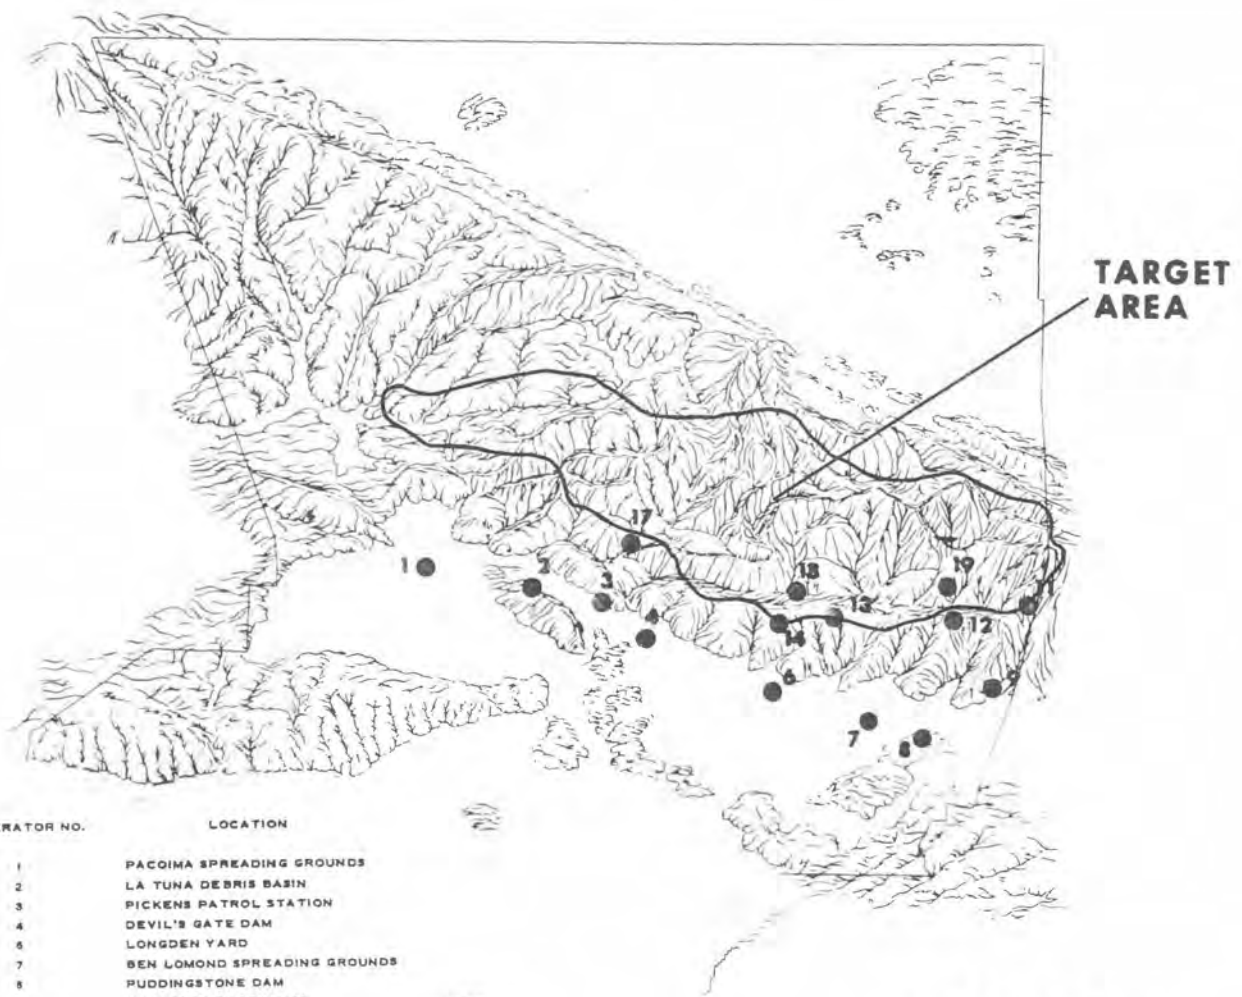 TARGET
AREA
17
1
2
3
4
18
13
14
19
11
12
6
9
7
8
RATOR NO. LOCATION
1 PACOIMA SPREADING GROUNDS
2 LA TUNA DEBRIS BASIN
3 PICKENS PATROL STATION
4 DEVIL'S GATE DAM
6 LONGDEN YARD
7 BEN LOMOND SPREADING GROUNDS
8 PUDDINGSTONE DAM